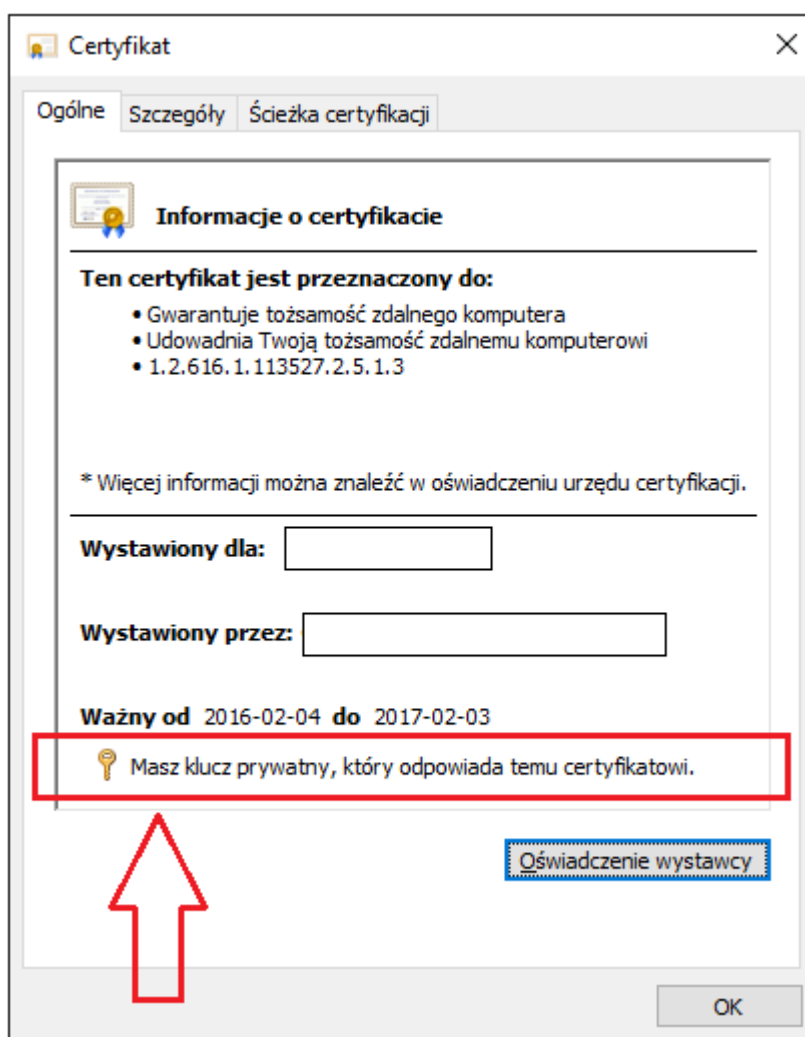 Certyfikat
Ogólne
Szczegóły
Ścieżka certyfikacji
Informacje o certyfikacie
Ten certyfikat jest przeznaczony do:
• Gwarantuje tożsamość zdalnego komputera
• Udowadnia Twoją tożsamość zdalnemu komputerowi
• 1.2.616.1.113527.2.5.1.3
* Więcej informacji można znaleźć w oświadczeniu urzędu certyfikacji.
Wystawiony dla:
Wystawiony przez:
Ważny od 2016-02-04 do 2017-02-03
Masz klucz prywatny, który odpowiada temu certyfikatowi.
Oświadczenie wystawcy
OK